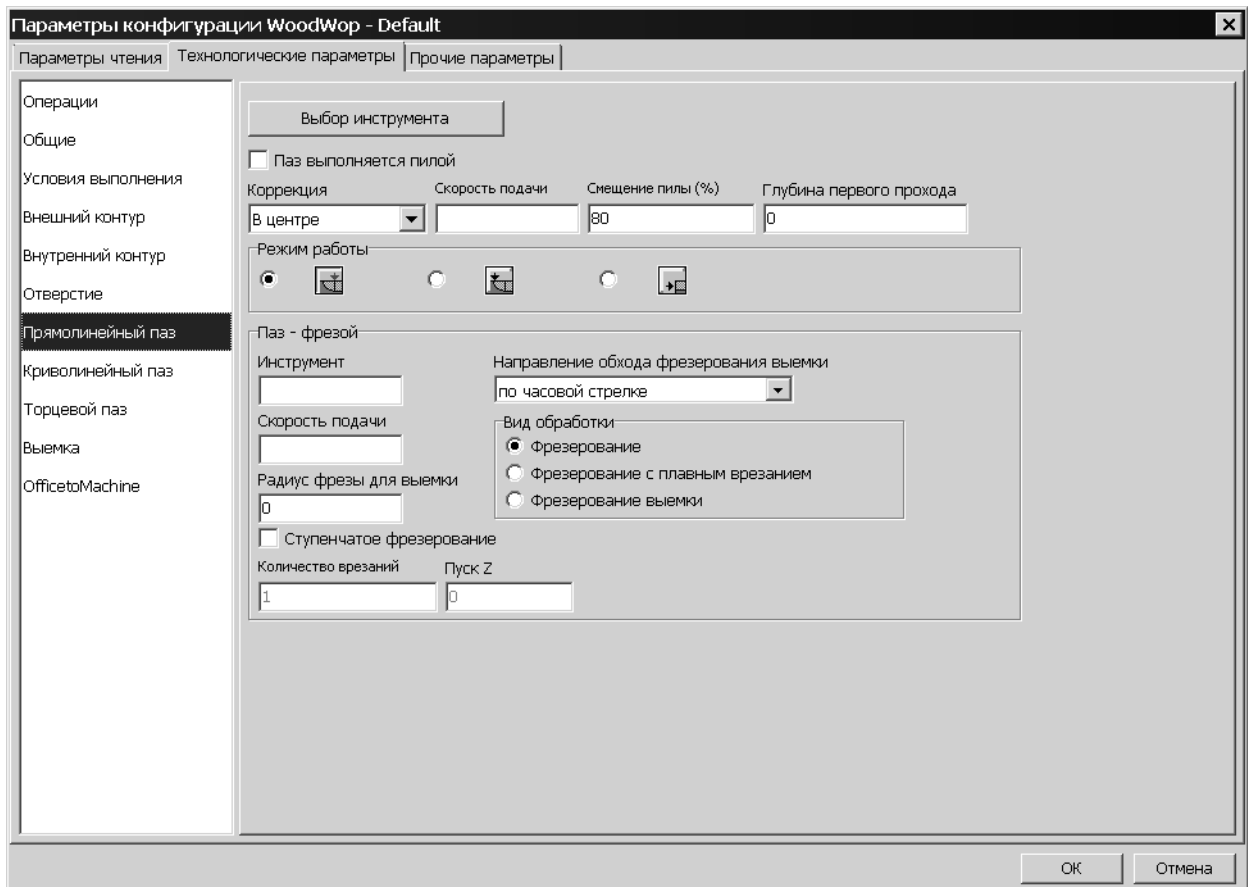 Параметры конфигурации WoodWop - Default
Параметры чтения Технологические параметры Прочие параметры
Операции
Общие
Условия выполнения
Внешний контур
Внутренний контур
Отверстие
Прямолинейный паз
Криволинейный паз
Торцевой паз
Выемка
OfficetoMachine
Выбор инструмента
Паз выполняется пилой
Коррекция Скорость подачи Смещение пилы (%) Глубина первого прохода
В центре 80 0
Режим работы
Паз - фрезой
Инструмент Направление обхода фрезерования выемки
по часовой стрелке
Скорость подачи Вид обработки
Фрезерование
Радиус фрезы для выемки Фрезерование с плавным врезанием
0 Фрезерование выемки
Ступенчатое фрезерование
Количество врезаний Пуск Z
1 0
ОК Отмена